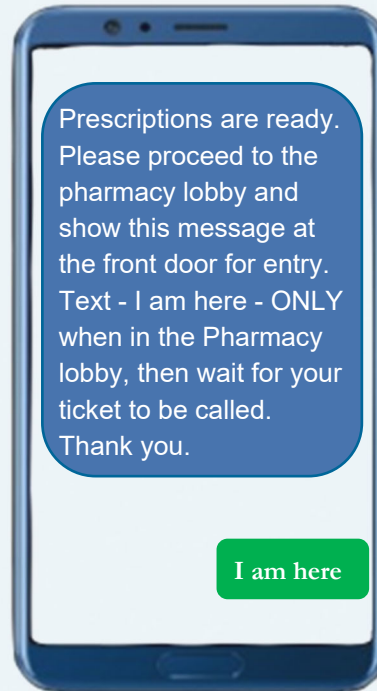 Prescriptions are ready.
Please proceed to the
pharmacy lobby and
show this message at
the front door for entry.
Text - I am here - ONLY
when in the Pharmacy
lobby, then wait for your
ticket to be called.
Thank you.
I am here